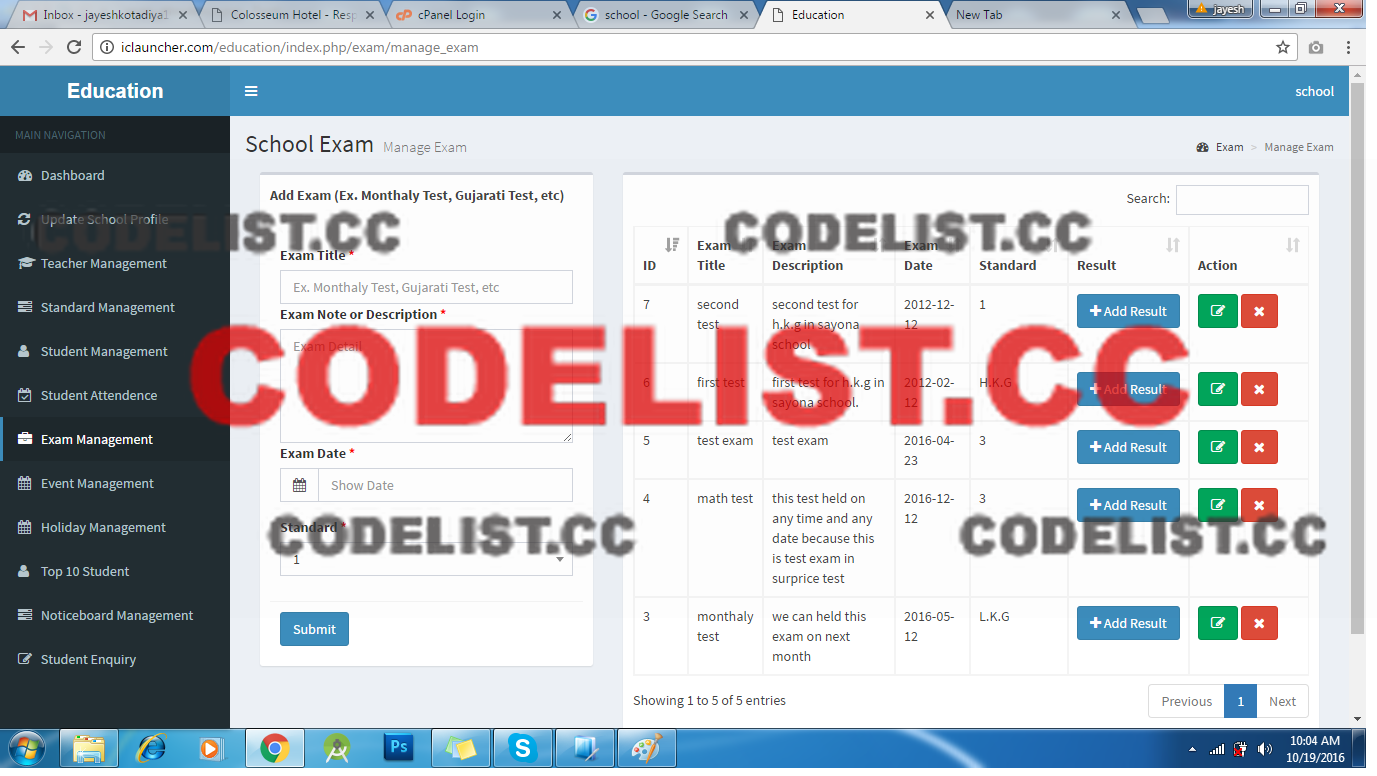 Inbox - jayeshkotadiya1
Colosseum Hotel - Resp
cPanel Login
school - Google Search
Education
New Tab
jayesh
iclauncher.com/education/index.php/exam/manage_exam
Education
school
MAIN NAVIGATION
Dashboard
Update School Profile
Teacher Management
Standard Management
Student Management
Student Attendence
Exam Management
Event Management
Holiday Management
Top 10 Student
Noticeboard Management
Student Enquiry
School Exam Manage Exam
Exam > Manage Exam
Add Exam (Ex. Monthaly Test, Gujarati Test, etc)
Exam Title *
Ex. Monthaly Test, Gujarati Test, etc
Exam Note or Description *
Exam Detail
Exam Date *
Show Date
Standard *
1
Submit
Search:
ID Exam Title Exam Description Exam Date Standard Result Action
7 second test second test for h.k.g in sayona school 2012-12-12 1 Add Result
6 first test first test for h.k.g in sayona school. 2012-02-12 H.K.G Add Result
5 test exam test exam 2016-04-23 3 Add Result
4 math test this test held on any time and any date because this is test exam in surprice test 2016-12-12 3 Add Result
3 monthaly test we can held this exam on next month 2016-05-12 L.K.G Add Result
Showing 1 to 5 of 5 entries
Previous 1 Next
CODELIST.CC
CODELIST.CC
CODELIST.CC
CODELIST.CC
CODELIST.CC
Ps
10:04 AM
10/19/2016